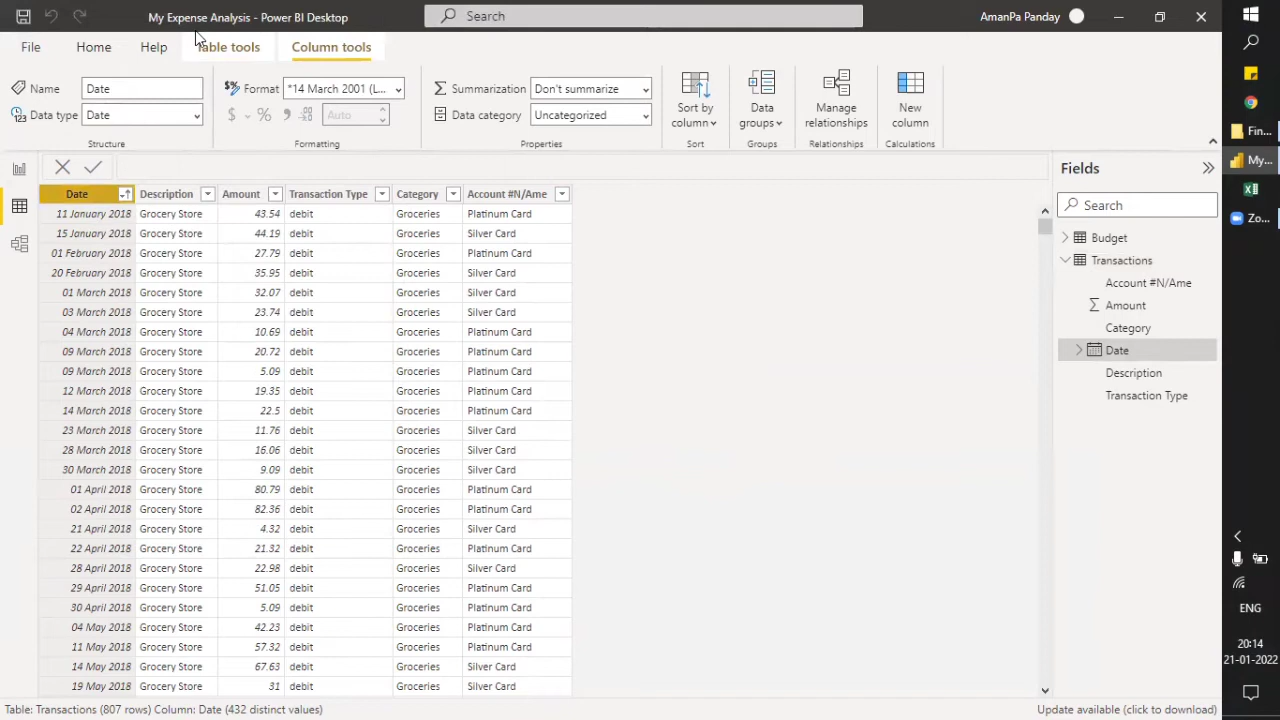 My Expense Analysis - Power BI Desktop
Search
AmanPa Panday
File Home Help Table tools Column tools
Name Date
Data type Date
Structure
Format *14 March 2001 (L...
$ % 9 Auto
Formatting
Summarization Don't summarize
Data category Uncategorized
Properties
Sort by column
Sort
Data groups
Groups
Manage relationships
Relationships
New column
Calculations
Date Description Amount Transaction Type Category Account #N/Ame
11 January 2018 Grocery Store 43.54 debit Groceries Platinum Card
15 January 2018 Grocery Store 44.19 debit Groceries Silver Card
01 February 2018 Grocery Store 27.79 debit Groceries Platinum Card
20 February 2018 Grocery Store 35.95 debit Groceries Silver Card
01 March 2018 Grocery Store 32.07 debit Groceries Silver Card
03 March 2018 Grocery Store 23.74 debit Groceries Silver Card
04 March 2018 Grocery Store 10.69 debit Groceries Platinum Card
09 March 2018 Grocery Store 20.72 debit Groceries Platinum Card
09 March 2018 Grocery Store 5.09 debit Groceries Platinum Card
12 March 2018 Grocery Store 19.35 debit Groceries Platinum Card
14 March 2018 Grocery Store 22.5 debit Groceries Platinum Card
23 March 2018 Grocery Store 11.76 debit Groceries Silver Card
28 March 2018 Grocery Store 16.06 debit Groceries Silver Card
30 March 2018 Grocery Store 9.09 debit Groceries Silver Card
01 April 2018 Grocery Store 80.79 debit Groceries Platinum Card
02 April 2018 Grocery Store 82.36 debit Groceries Platinum Card
21 April 2018 Grocery Store 4.32 debit Groceries Silver Card
22 April 2018 Grocery Store 21.32 debit Groceries Platinum Card
28 April 2018 Grocery Store 22.98 debit Groceries Silver Card
29 April 2018 Grocery Store 51.05 debit Groceries Platinum Card
30 April 2018 Grocery Store 5.09 debit Groceries Platinum Card
04 May 2018 Grocery Store 42.23 debit Groceries Platinum Card
11 May 2018 Grocery Store 57.32 debit Groceries Platinum Card
14 May 2018 Grocery Store 67.63 debit Groceries Silver Card
19 May 2018 Grocery Store 31 debit Groceries Silver Card
Table: Transactions (807 rows) Column: Date (432 distinct values)
Update available (click to download)
Fields
Search
Budget
Transactions
Account #N/Ame
Amount
Category
Date
Description
Transaction Type
Fin...
My...
Zo...
ENG
20:14
21-01-2022